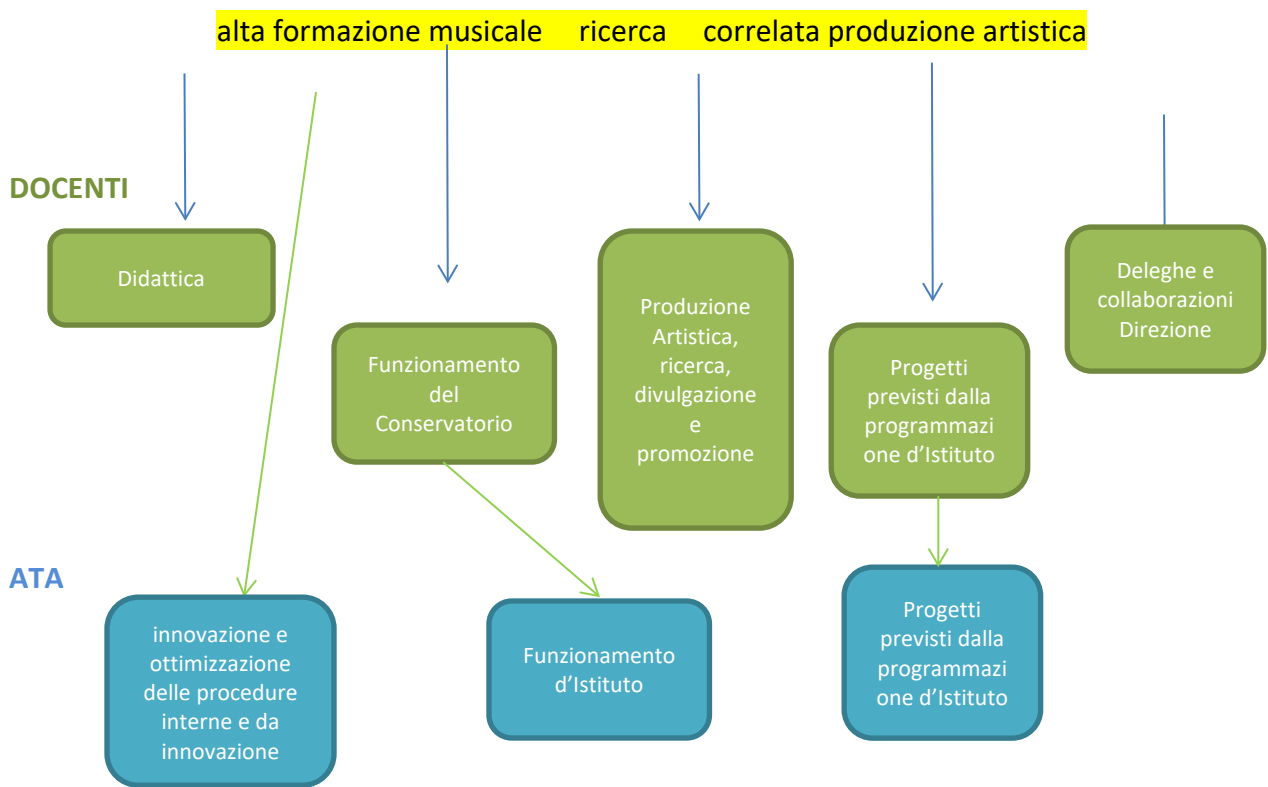 alta formazione musicale ricerca correlata produzione artistica
DOCENTI
Didattica
Funzionamento
del
Conservatorio
Produzione
Artistica,
ricerca,
divulgazione
e
promozione
Progetti
previsti dalla
programmazi
one d’Istituto
Deleghe e
collaborazioni
Direzione
ATA
innovazione e
ottimizzazione
delle procedure
interne e da
innovazione
Funzionamento
d’Istituto
Progetti
previsti dalla
programmazi
one d’Istituto